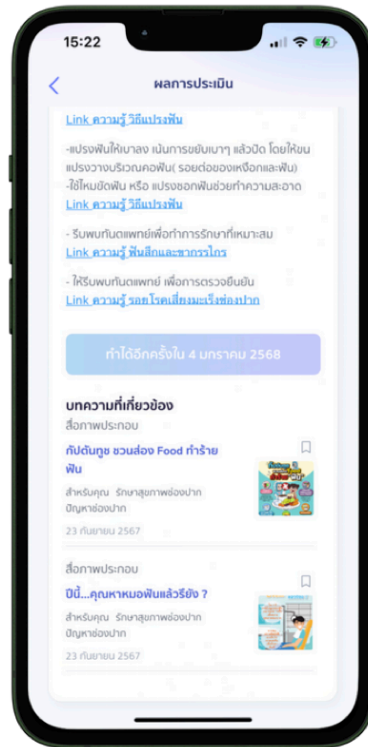 15:22
ผลการประเมิน
Link ความรู้ วิธีแปรงฟัน
-แปรงฟันให้เบาลง เน้นการขยับเบาๆ แล้วปัด โดยให้ขน
แปรงวางบริเวณคอฟัน( รอยต่อของเหงือกและฟัน)
-ใช้ไหมขัดฟัน หรือ แปรงซอกฟันช่วยทำความสะอาด
Link ความรู้ วิธีแปรงฟัน
- รีบพบทันตแพทย์เพื่อทำการรักษาที่เหมาะสม
Link ความรู้ ฟันสึกและขากรรไกร
- ให้รีบพบทันตแพทย์ เพื่อการตรวจยืนยัน
Link ความรู้ รอยโรคเสี่ยงมะเร็งช่องปาก
ทำได้อีกครั้งใน 4 มกราคม 2568
บทความที่เกี่ยวข้อง
สื่อภาพประกอบ
กัปตันทูช ชวนส่อง Food ทำร้าย
ฟัน
สำหรับคุณ รักษาสุขภาพช่องปาก
ปัญหาช่องปาก
23 กันยายน 2567
สื่อภาพประกอบ
ปีนี้...คุณหาหมอฟันแล้วรึยัง ?
สำหรับคุณ รักษาสุขภาพช่องปาก
ปัญหาช่องปาก
23 กันยายน 2567